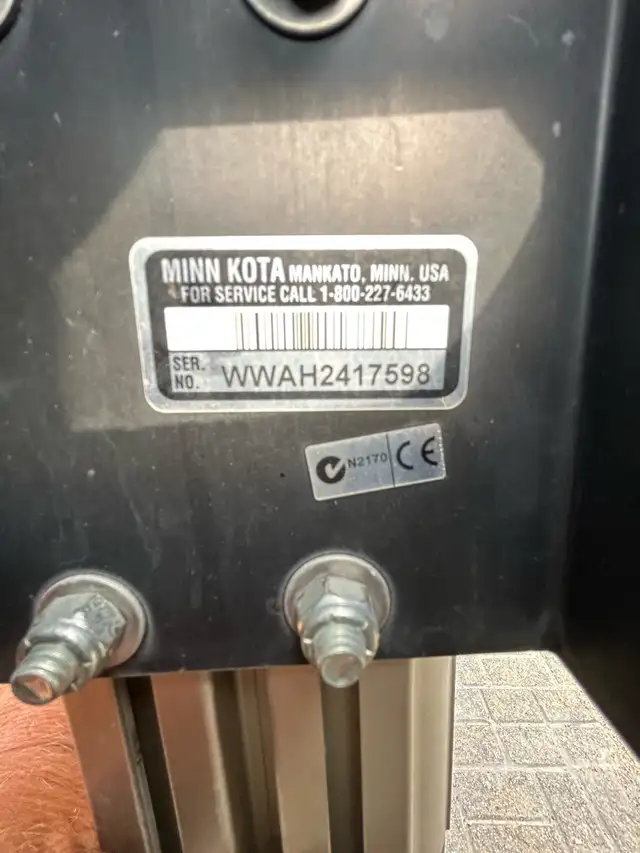 MINN KOTA MANKATO, MINN. USA
FOR SERVICE CALL 1-800-227-6433
SER.
NO. WWAH2417598
N2170 CE